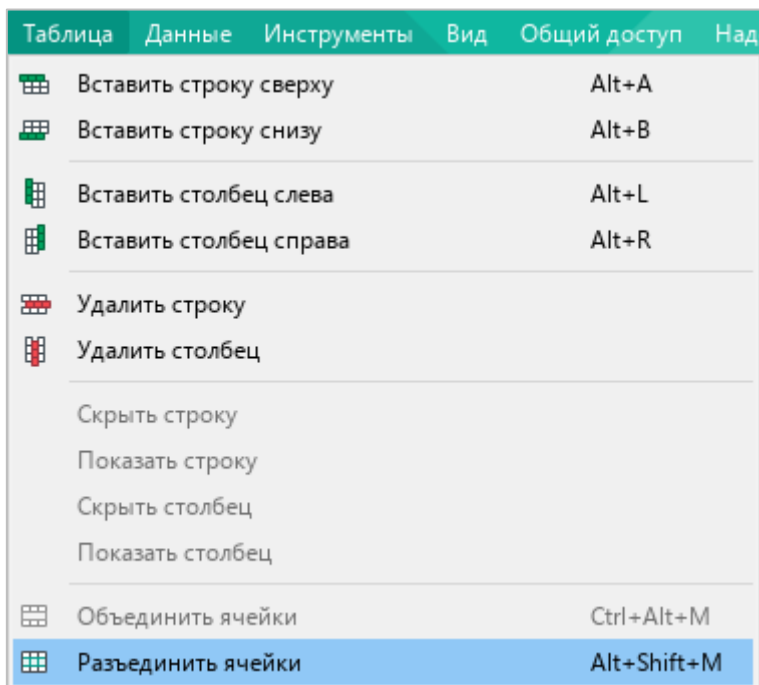 Таблица Данные Инструменты Вид Общий доступ Над
Вставить строку сверху Alt+A
Вставить строку снизу Alt+B
Вставить столбец слева Alt+L
Вставить столбец справа Alt+R
Удалить строку
Удалить столбец
Скрыть строку
Показать строку
Скрыть столбец
Показать столбец
Объединить ячейки Ctrl+Alt+M
Разъединить ячейки Alt+Shift+M